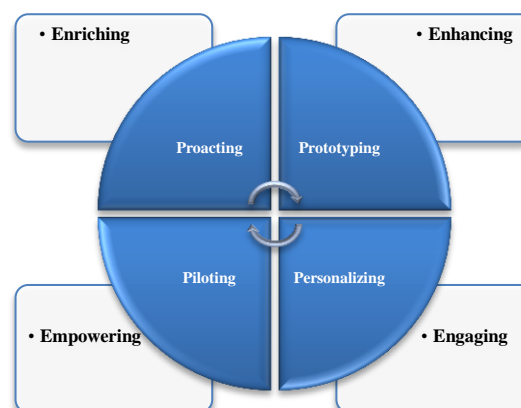 • Enriching
• Enhancing
Proacting
Prototyping
Piloting
Personalizing
• Empowering
• Engaging